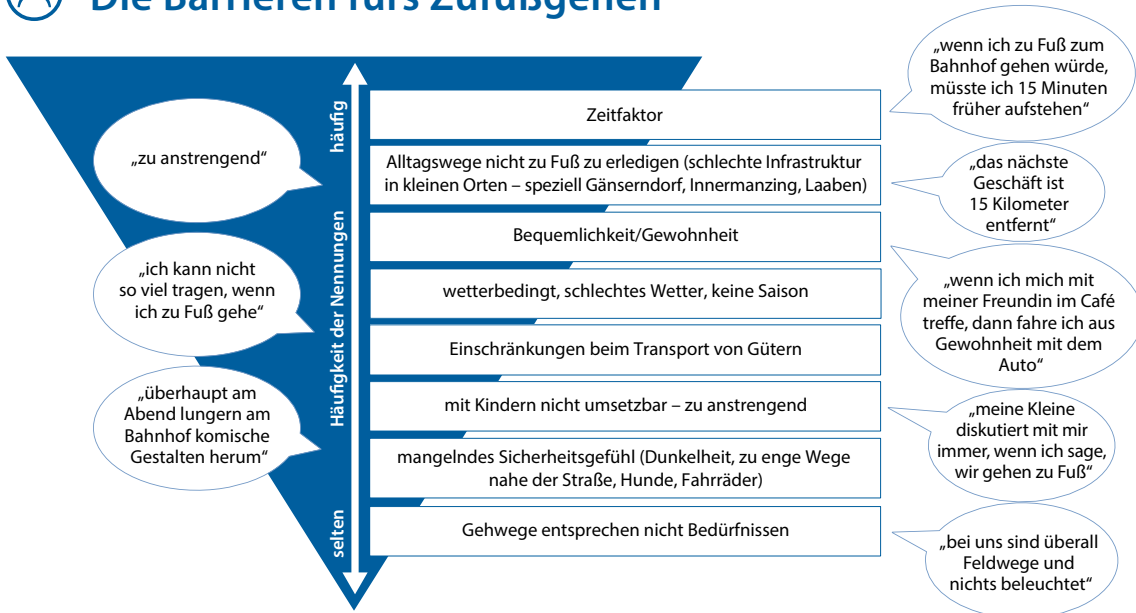 Die Barrieren fürs Zufußgehen
häufig
Häufigkeit der Nennungen
selten
Zeitfaktor
Alltagswege nicht zu Fuß zu erledigen (schlechte Infrastruktur
in kleinen Orten – speziell Gänserndorf, Innermanzing, Laaben)
Bequemlichkeit/Gewohnheit
wetterbedingt, schlechtes Wetter, keine Saison
Einschränkungen beim Transport von Gütern
mit Kindern nicht umsetzbar – zu anstrengend
mangelndes Sicherheitsgefühl (Dunkelheit, zu enge Wege
nahe der Straße, Hunde, Fahrräder)
Gehwege entsprechen nicht Bedürfnissen
„zu anstrengend“
„ich kann nicht
so viel tragen, wenn
ich zu Fuß gehe“
„überhaupt am
Abend lungern am
Bahnhof komische
Gestalten herum“
„wenn ich zu Fuß zum
Bahnhof gehen würde,
müsste ich 15 Minuten
früher aufstehen“
„das nächste
Geschäft ist
15 Kilometer
entfernt“
„wenn ich mich mit
meiner Freundin im Café
treffe, dann fahre ich aus
Gewohnheit mit dem
Auto“
„meine Kleine
diskutiert mit mir
immer, wenn ich sage,
wir gehen zu Fuß“
„bei uns sind überall
Feldwege und
nichts beleuchtet“